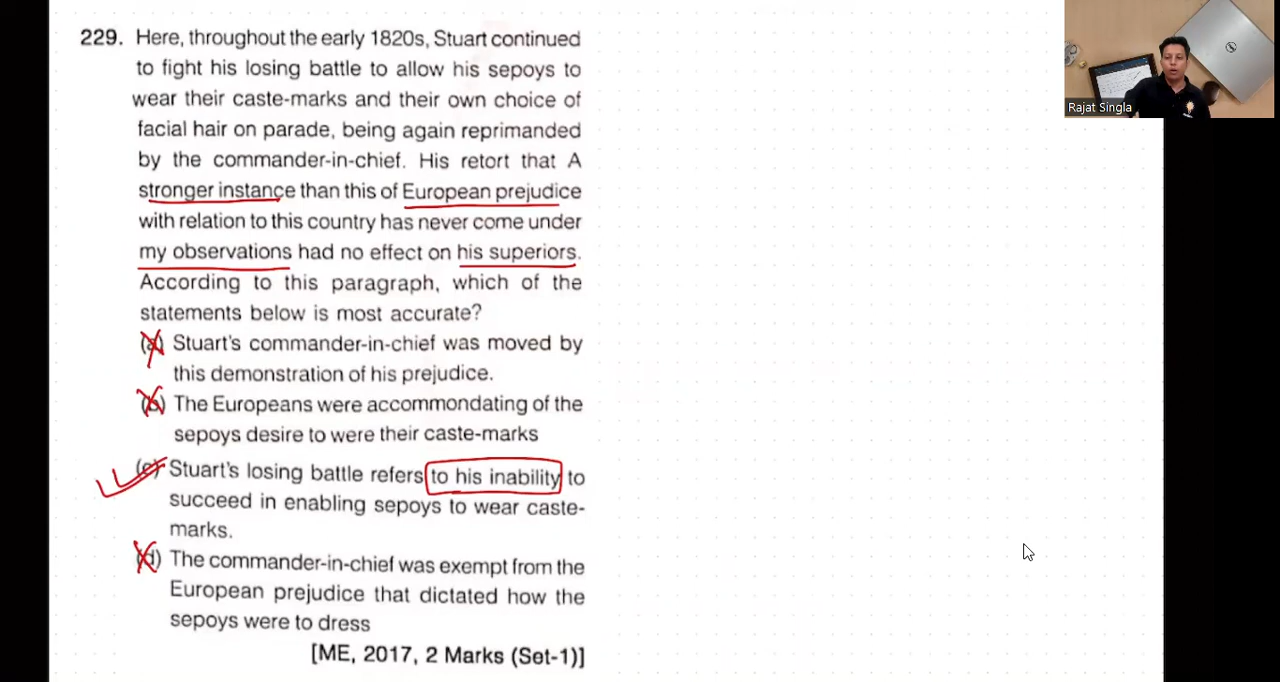 229. Here, throughout the early 1820s, Stuart continued
to fight his losing battle to allow his sepoys to
wear their caste-marks and their own choice of
facial hair on parade, being again reprimanded
by the commander-in-chief. His retort that A
stronger instance than this of European prejudice
with relation to this country has never come under
my observations had no effect on his superiors.
According to this paragraph, which of the
statements below is most accurate?
(a) Stuart's commander-in-chief was moved by
this demonstration of his prejudice.
(b) The Europeans were accommondating of the
sepoys desire to were their caste-marks
(c) Stuart's losing battle refers to his inability to
succeed in enabling sepoys to wear caste-
marks.
(d) The commander-in-chief was exempt from the
European prejudice that dictated how the
sepoys were to dress
[ME, 2017, 2 Marks (Set-1)]
Rajat Singla